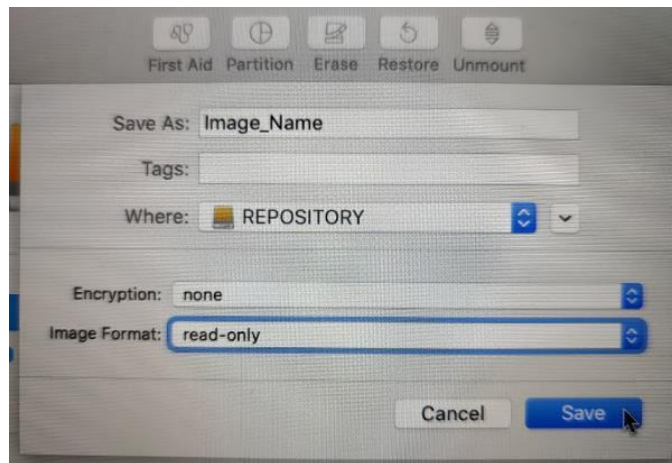 First Aid Partition Erase Restore Unmount
Save As: Image_Name
Tags:
Where: REPOSITORY
Encryption: none
Image Format: read-only
Cancel Save